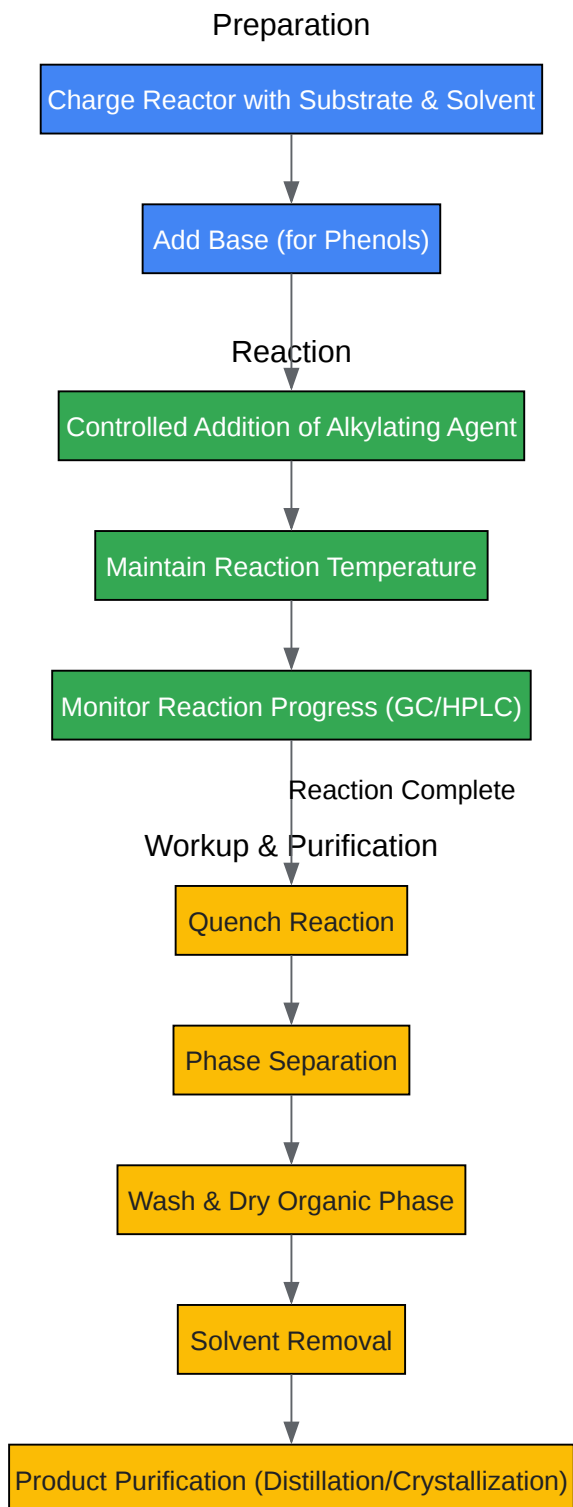 Preparation
Charge Reactor with Substrate & Solvent
Add Base (for Phenols)
Reaction
Controlled Addition of Alkylating Agent
Maintain Reaction Temperature
Monitor Reaction Progress (GC/HPLC)
Reaction Complete
Workup & Purification
Quench Reaction
Phase Separation
Wash & Dry Organic Phase
Solvent Removal
Product Purification (Distillation/Crystallization)